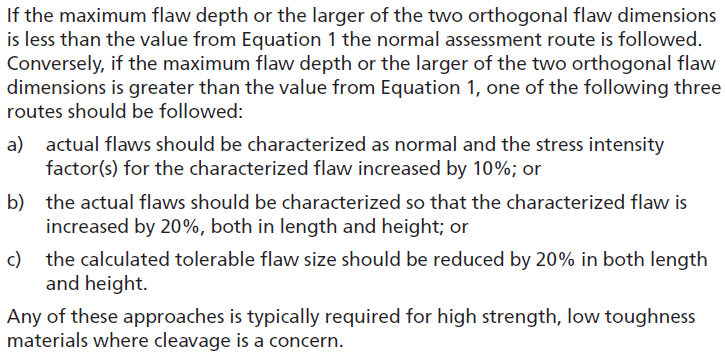 If the maximum flaw depth or the larger of the two orthogonal flaw dimensions
is less than the value from Equation 1 the normal assessment route is followed.
Conversely, if the maximum flaw depth or the larger of the two orthogonal flaw
dimensions is greater than the value from Equation 1, one of the following three
routes should be followed:
a) actual flaws should be characterized as normal and the stress intensity
factor(s) for the characterized flaw increased by 10%; or
b) the actual flaws should be characterized so that the characterized flaw is
increased by 20%, both in length and height; or
c) the calculated tolerable flaw size should be reduced by 20% in both length
and height.
Any of these approaches is typically required for high strength, low toughness
materials where cleavage is a concern.